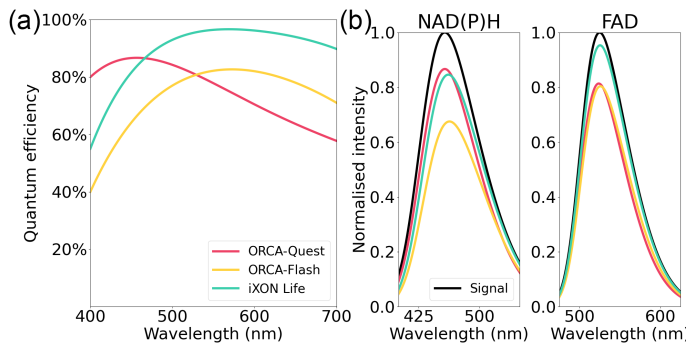 (a)
100%
80%
60%
40%
20%
Quantum efficiency
400
500
600
700
Wavelength (nm)
ORCA-Quest
ORCA-Flash
iXON Life
(b)
NAD(P)H
1.0
0.8
0.6
0.4
0.2
0.0
Normalised intensity
425
500
Wavelength (nm)
Signal
FAD
1.0
0.8
0.6
0.4
0.2
0.0
500
600
Wavelength (nm)